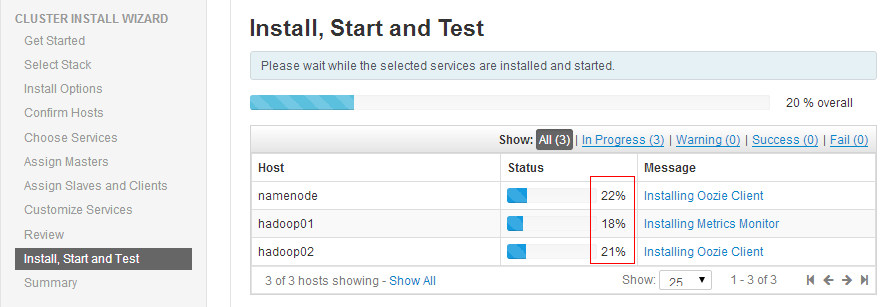 CLUSTER INSTALL WIZARD
Get Started
Select Stack
Install Options
Confirm Hosts
Choose Services
Assign Masters
Assign Slaves and Clients
Customize Services
Review
Install, Start and Test
Summary
Install, Start and Test
Please wait while the selected services are installed and started.
20 % overall
Show: All (3) | In Progress (3) | Warning (0) | Success (0) | Fail (0)
Host Status Message
namenode 22% Installing Oozie Client
hadoop01 18% Installing Metrics Monitor
hadoop02 21% Installing Oozie Client
3 of 3 hosts showing - Show All Show: 25 1 - 3 of 3